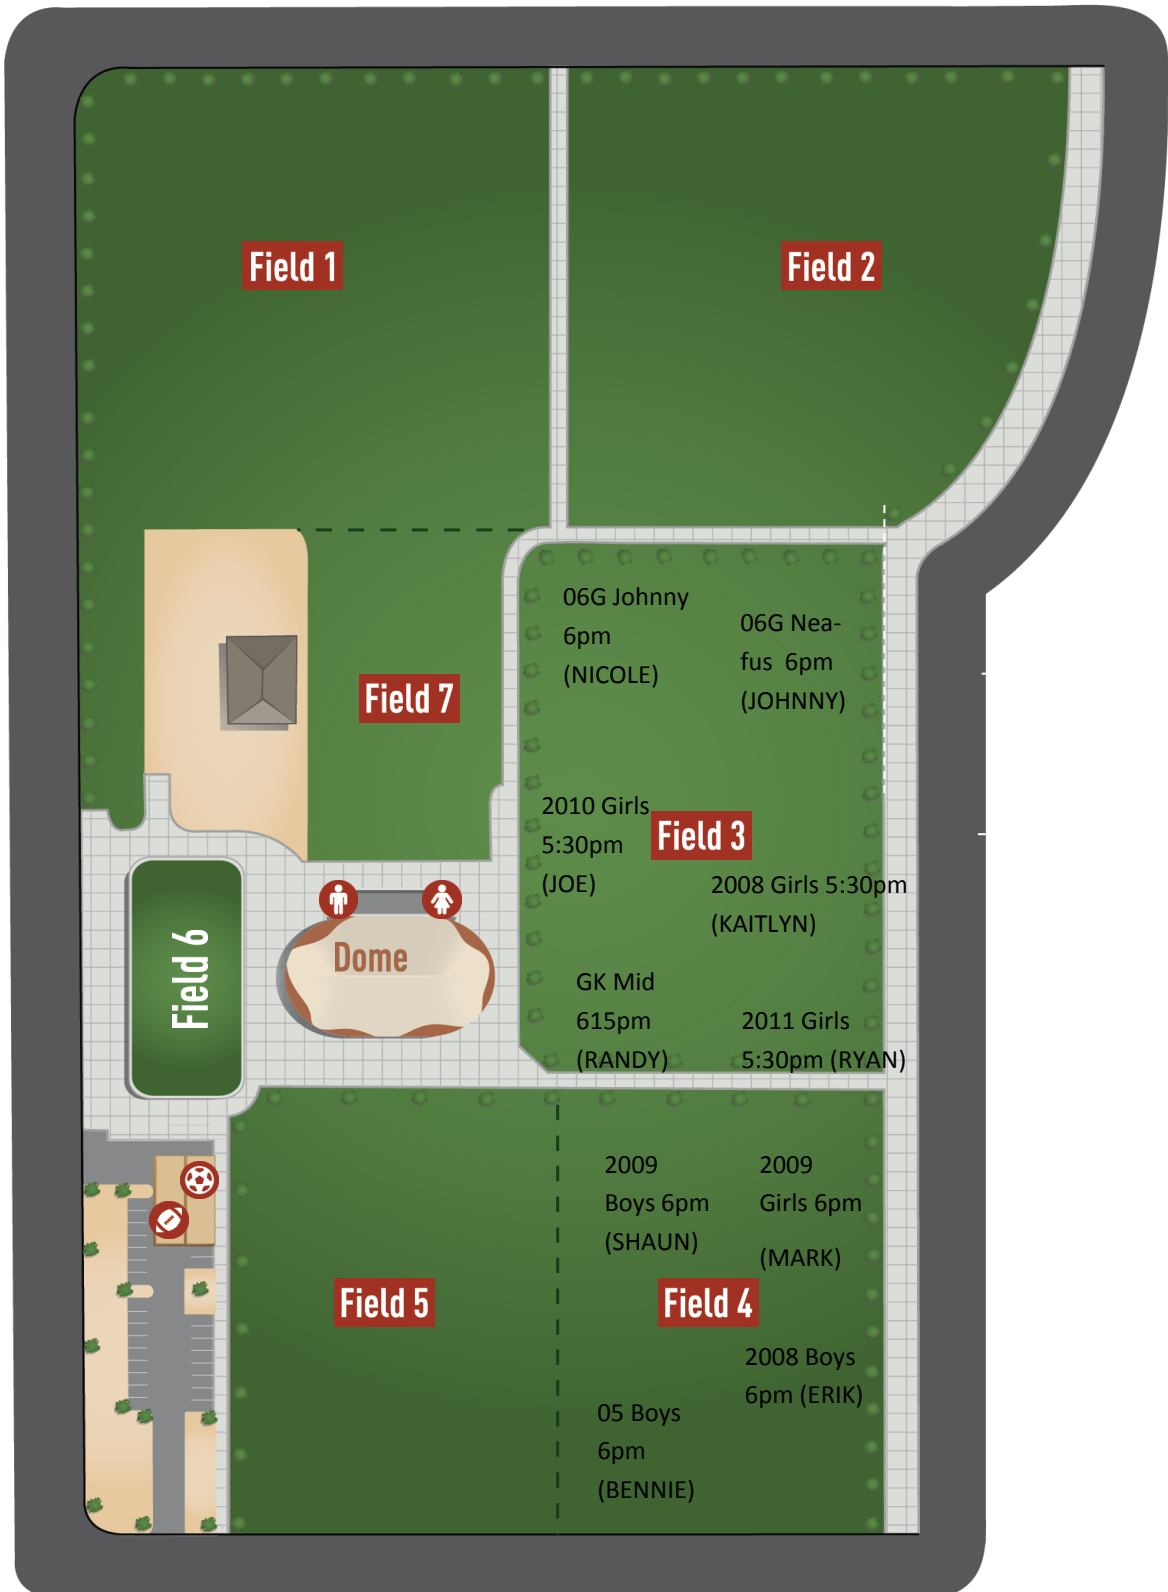 Field 1
Field 2
06G Johnny
6pm
(NICOLE)
06G Nea-
fus  6pm
(JOHNNY)
Field 7
2010 Girls
5:30pm
(JOE)
Field 3
2008 Girls 5:30pm
(KAITLYN)
Field 6
Dome
GK Mid
615pm
(RANDY)
2011 Girls
5:30pm (RYAN)
2009
Boys 6pm
(SHAUN)
2009
Girls 6pm
(MARK)
Field 5
Field 4
2008 Boys
6pm (ERIK)
05 Boys
6pm
(BENNIE)